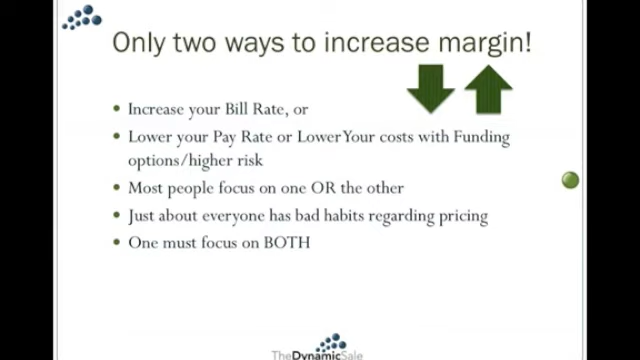 Only two ways to increase margin!
• Increase your Bill Rate, or
• Lower your Pay Rate or Lower Your costs with Funding
options/higher risk
• Most people focus on one OR the other
• Just about everyone has bad habits regarding pricing
• One must focus on BOTH
TheDynamicSale